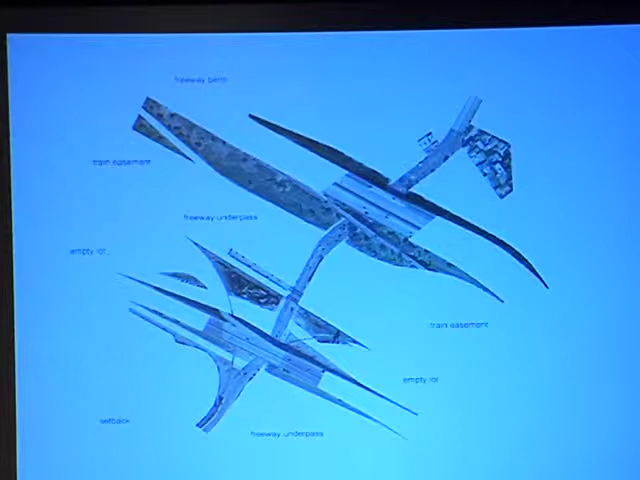 freeway berm
train easement
freeway underpass
empty lot
train easement
empty lot
setback
freeway underpass